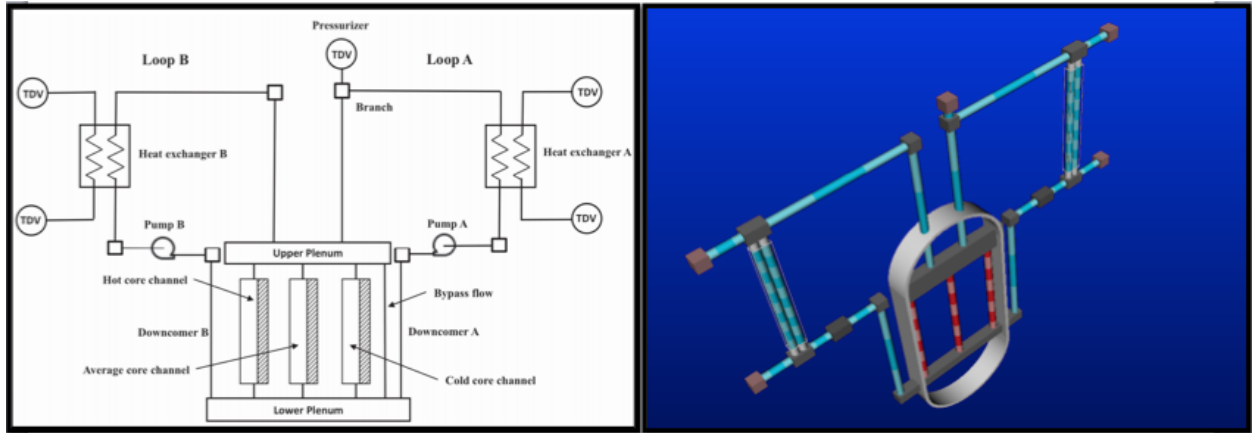 Pressurizer
TDV
Loop B
Loop A
TDV
TDV
Branch
Heat exchanger B
Heat exchanger A
TDV
TDV
Pump B
Pump A
Upper Plenum
Hot core channel
Bypass flow
Downcomer B
Downcomer A
Average core channel
Cold core channel
Lower Plenum